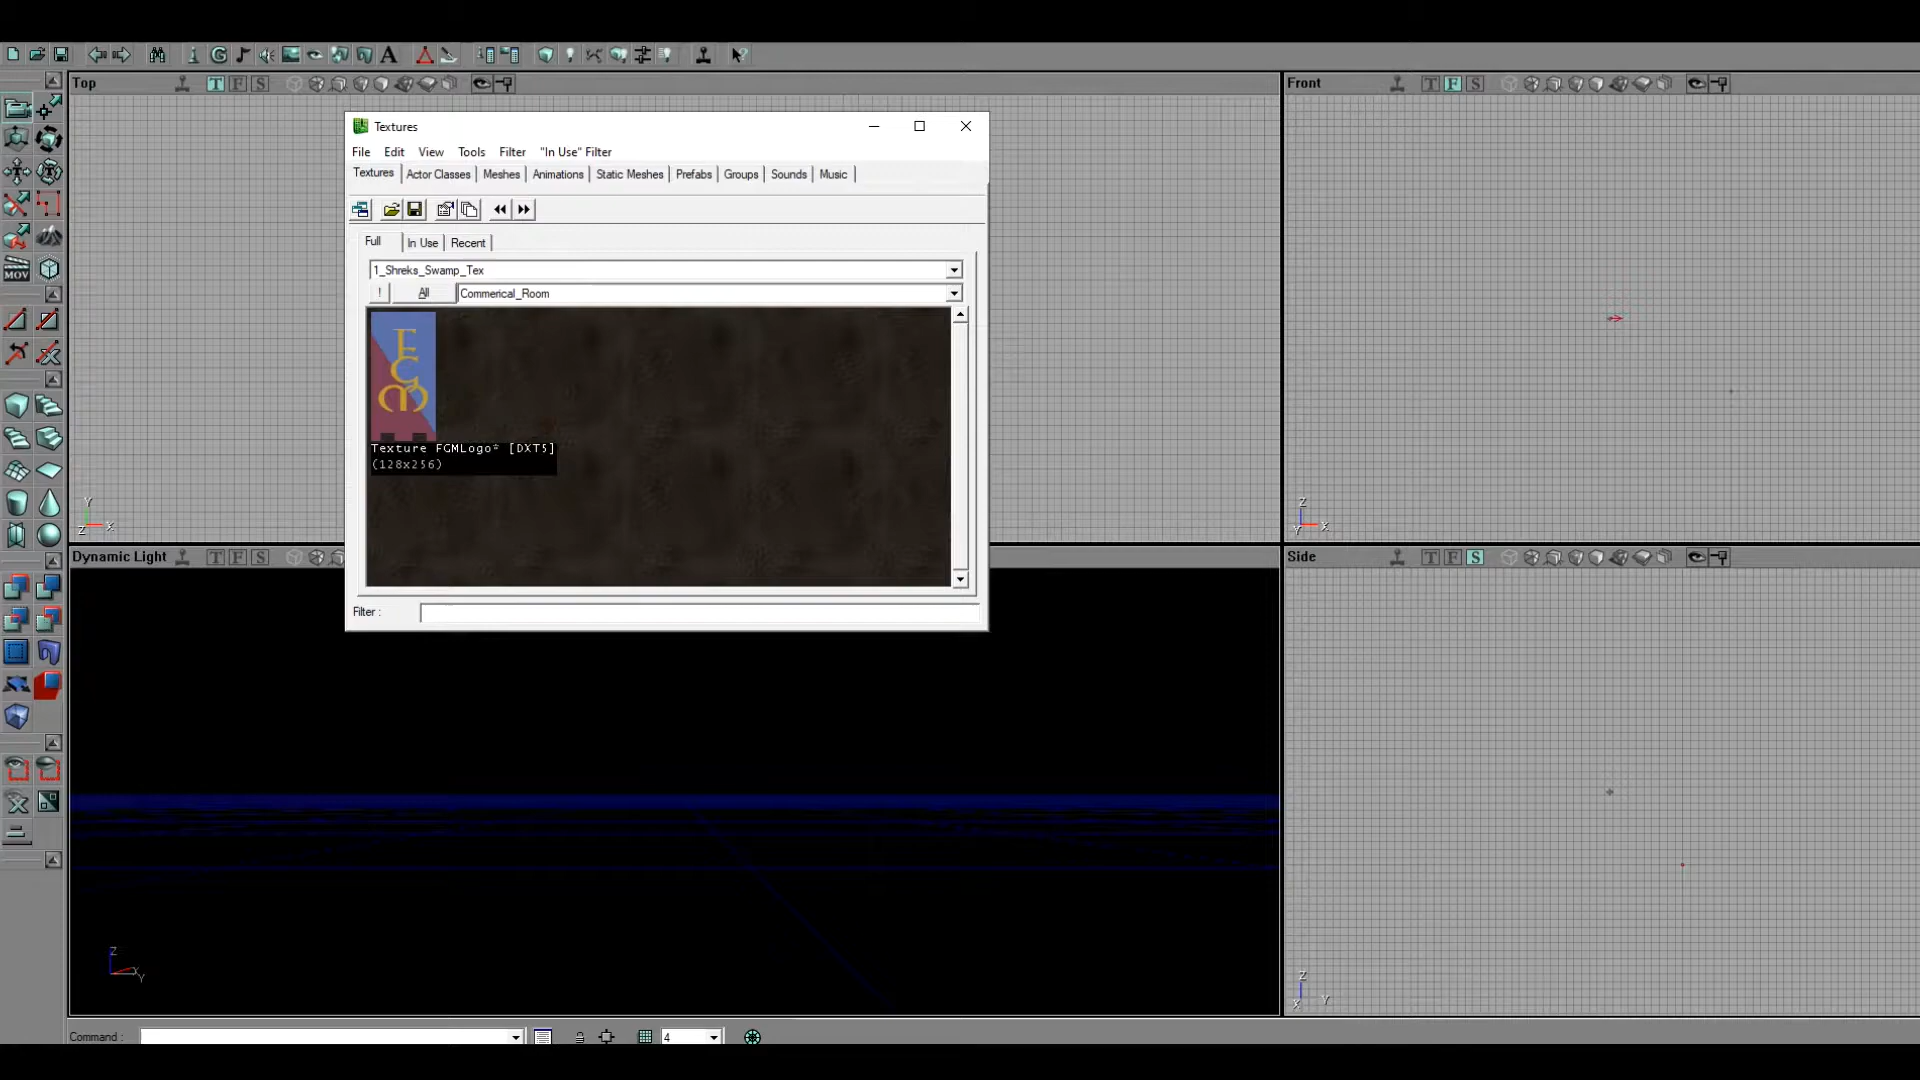 Top
T F S
Front
T F S
Textures
File Edit View Tools Filter "In Use" Filter
Textures Actor Classes Meshes Animations Static Meshes Prefabs Groups Sounds Music
Full In Use Recent
1_Shreks_Swamp_Tex
! All Commerical_Room
FGM
Texture FGMLogo* [DXT5]
(128x256)
Filter :
MOV
Y
Z X
Z
Y X
Dynamic Light
T F S
Side
T F S
Z
X
Y
Z
X Y
Command :
4